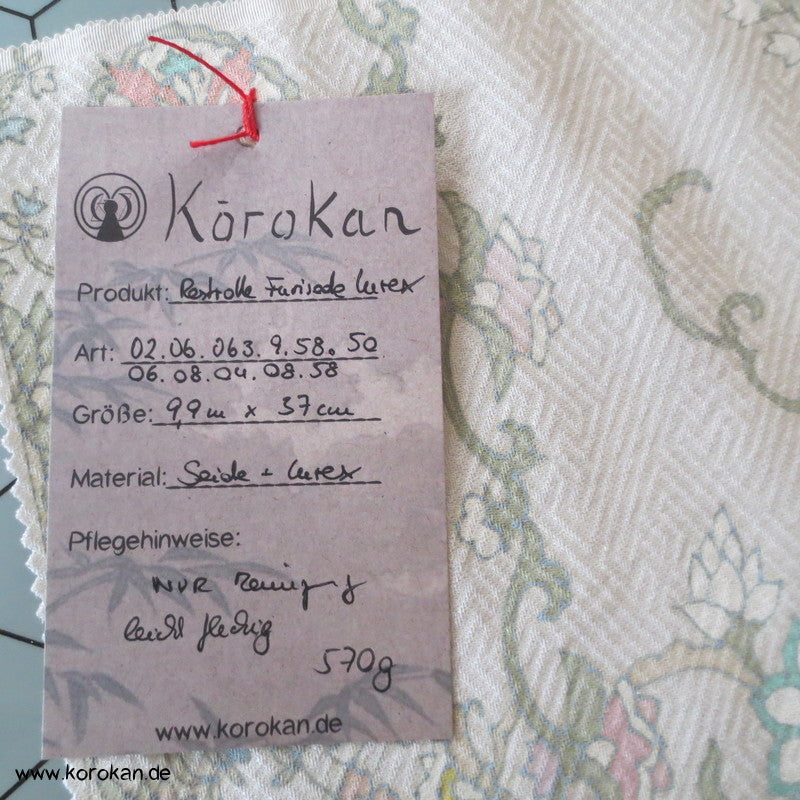 Kōrokan
Produkt: Restrolle Furisode Lurex
Art: 02.06.063.9.58.50
06.08.04.08.58
Größe: 9,9m x 37cm
Material: Seide + Lurex
Pflegehinweise:
NUR Reinigung
leicht fleckig
570g
www.korokan.de
www.korokan.de